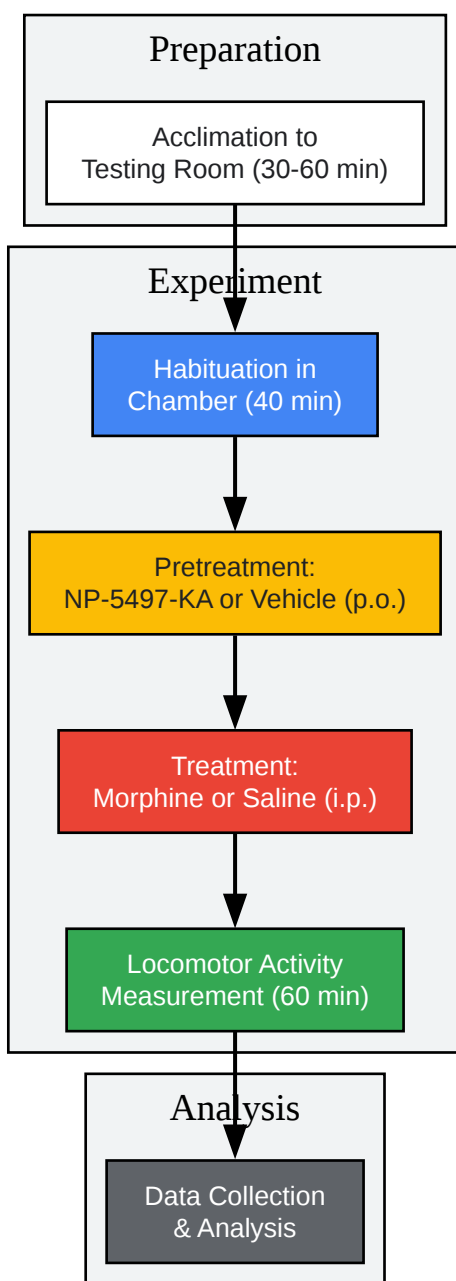 Preparation
Acclimation to
Testing Room (30-60 min)
Experiment
Habituation in
Chamber (40 min)
Pretreatment:
NP-5497-KA or Vehicle (p.o.)
Treatment:
Morphine or Saline (i.p.)
Locomotor Activity
Measurement (60 min)
Analysis
Data Collection
& Analysis